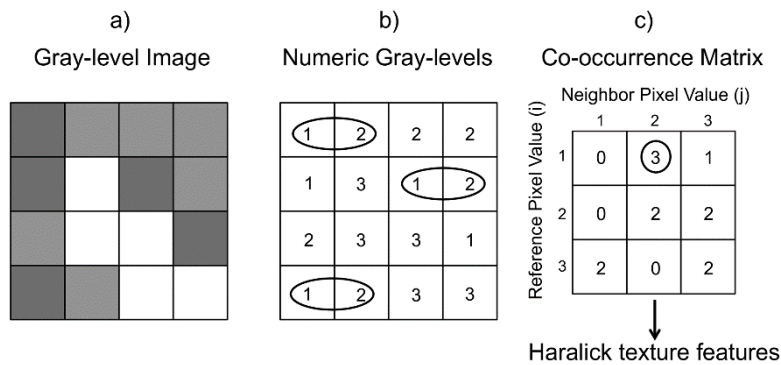 a)
Gray-level Image
b)
Numeric Gray-levels
1 2 2 2
1 3 1 2
2 3 3 1
1 2 3 3
c)
Co-occurrence Matrix
Neighbor Pixel Value (j)
Reference Pixel Value (i)
1 2 3
1 0 3 1
2 0 2 2
3 2 0 2
Haralick texture features